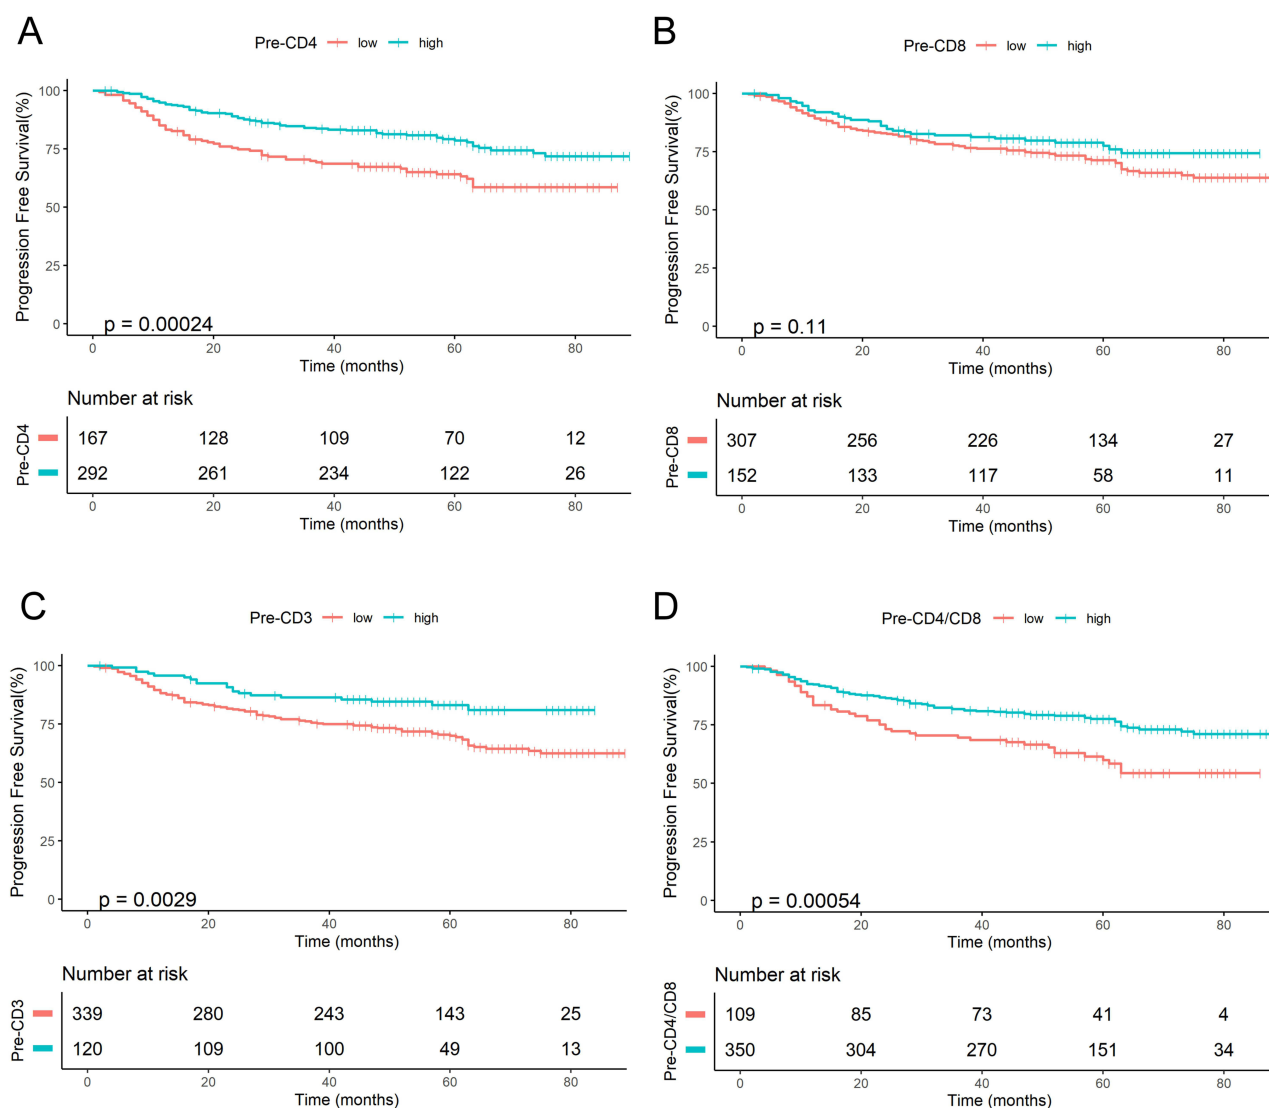 A
Pre-CD4 low high
Progression Free Survival(%)
100
75
50
25
0
p = 0.00024
0 20 40 60 80
Time (months)
Number at risk
Pre-CD4
167 128 109 70 12
292 261 234 122 26
0 20 40 60 80
Time (months)
B
Pre-CD8 low high
Progression Free Survival(%)
100
75
50
25
0
p = 0.11
0 20 40 60 80
Time (months)
Number at risk
Pre-CD8
307 256 226 134 27
152 133 117 58 11
0 20 40 60 80
Time (months)
C
Pre-CD3 low high
Progression Free Survival(%)
100
75
50
25
0
p = 0.0029
0 20 40 60 80
Time (months)
Number at risk
Pre-CD3
339 280 243 143 25
120 109 100 49 13
0 20 40 60 80
Time (months)
D
Pre-CD4/CD8 low high
Progression Free Survival(%)
100
75
50
25
0
p = 0.00054
0 20 40 60 80
Time (months)
Number at risk
Pre-CD4/CD8
109 85 73 41 4
350 304 270 151 34
0 20 40 60 80
Time (months)